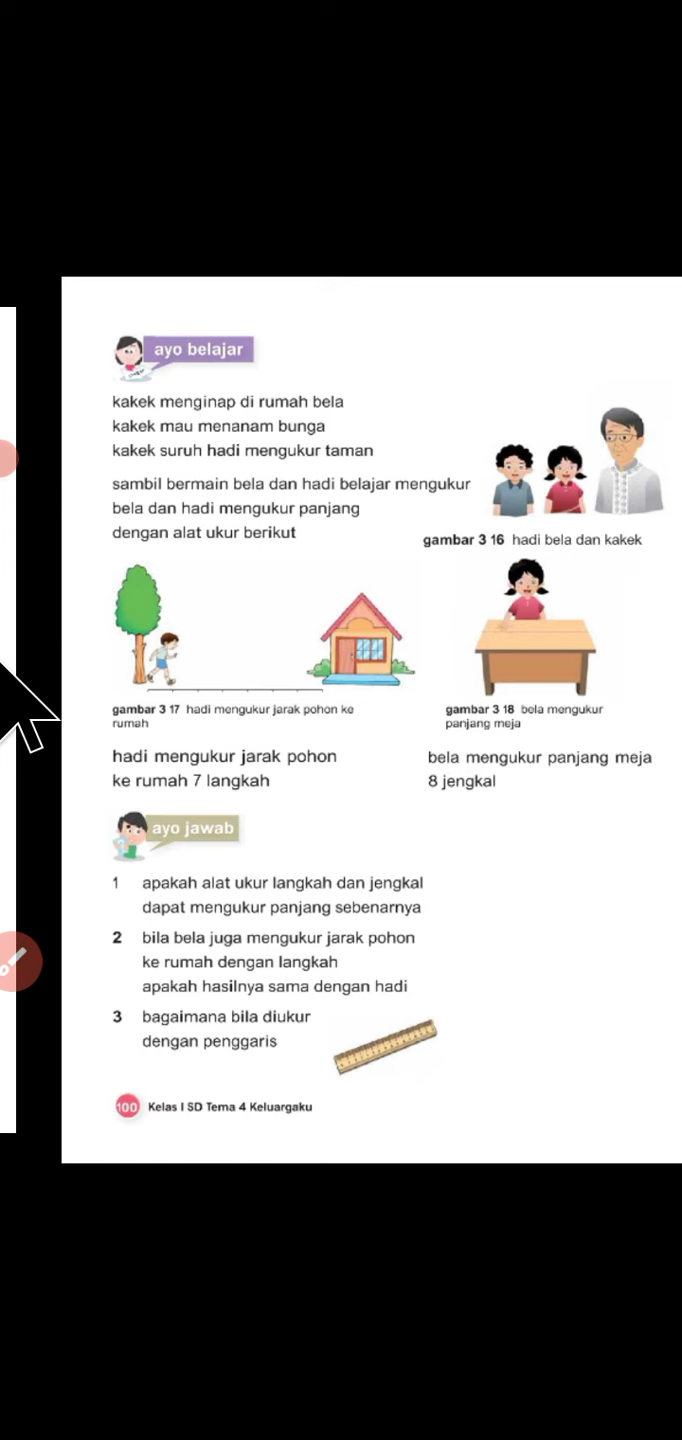 ayo belajar
kakek menginap di rumah bela
kakek mau menanam bunga
kakek suruh hadi mengukur taman
sambil bermain bela dan hadi belajar mengukur
bela dan hadi mengukur panjang
dengan alat ukur berikut
gambar 3 16 hadi bela dan kakek
gambar 3 17 hadi mengukur jarak pohon ke
rumah
gambar 3 18 bela mengukur
panjang meja
hadi mengukur jarak pohon
ke rumah 7 langkah
bela mengukur panjang meja
8 jengkal
ayo jawab
1 apakah alat ukur langkah dan jengkal
dapat mengukur panjang sebenarnya
2 bila bela juga mengukur jarak pohon
ke rumah dengan langkah
apakah hasilnya sama dengan hadi
3 bagaimana bila diukur
dengan penggaris
100 Kelas I SD Tema 4 Keluargaku